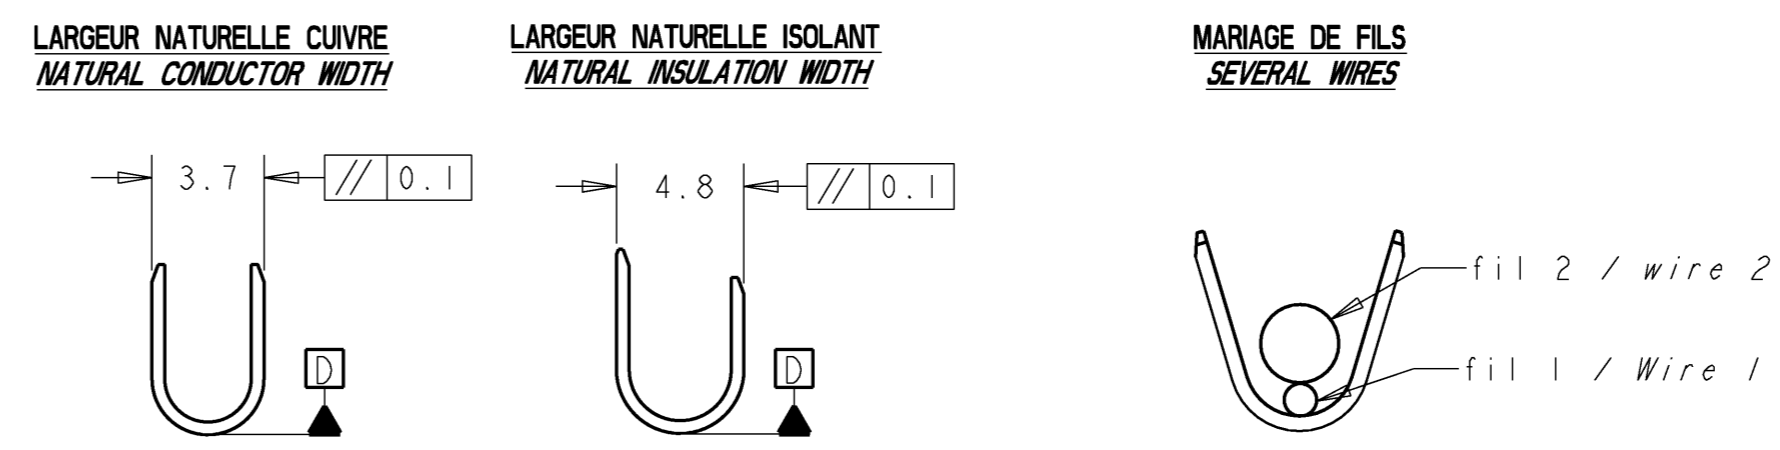 LARGEUR NATURELLE CUIVRE
NATURAL CONDUCTOR WIDTH
LARGEUR NATURELLE ISOLANT
NATURAL INSULATION WIDTH
MARIAGE DE FILS
SEVERAL WIRES
3.7
// 0.1
D
4.8
// 0.1
D
fil 2 / wire 2
fil 1 / Wire 1